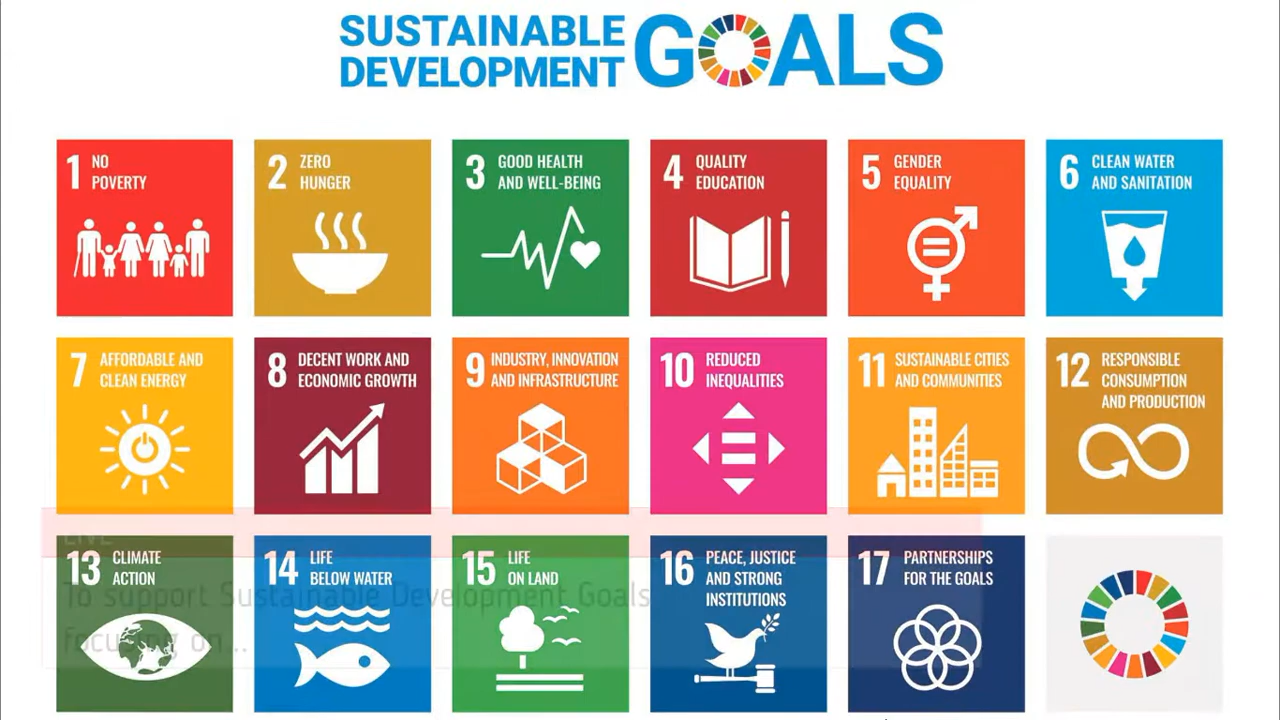 SUSTAINABLE
DEVELOPMENT
GOALS
1 NO
POVERTY
2 ZERO
HUNGER
3 GOOD HEALTH
AND WELL-BEING
4 QUALITY
EDUCATION
5 GENDER
EQUALITY
6 CLEAN WATER
AND SANITATION
7 AFFORDABLE AND
CLEAN ENERGY
8 DECENT WORK AND
ECONOMIC GROWTH
9 INDUSTRY, INNOVATION
AND INFRASTRUCTURE
10 REDUCED
INEQUALITIES
11 SUSTAINABLE CITIES
AND COMMUNITIES
12 RESPONSIBLE
CONSUMPTION
AND PRODUCTION
LIVE
13 CLIMATE
ACTION
14 LIFE
BELOW WATER
15 LIFE
ON LAND
16 PEACE, JUSTICE
AND STRONG
INSTITUTIONS
17 PARTNERSHIPS
FOR THE GOALS
To support Sustainable Development Goals
focusing on...